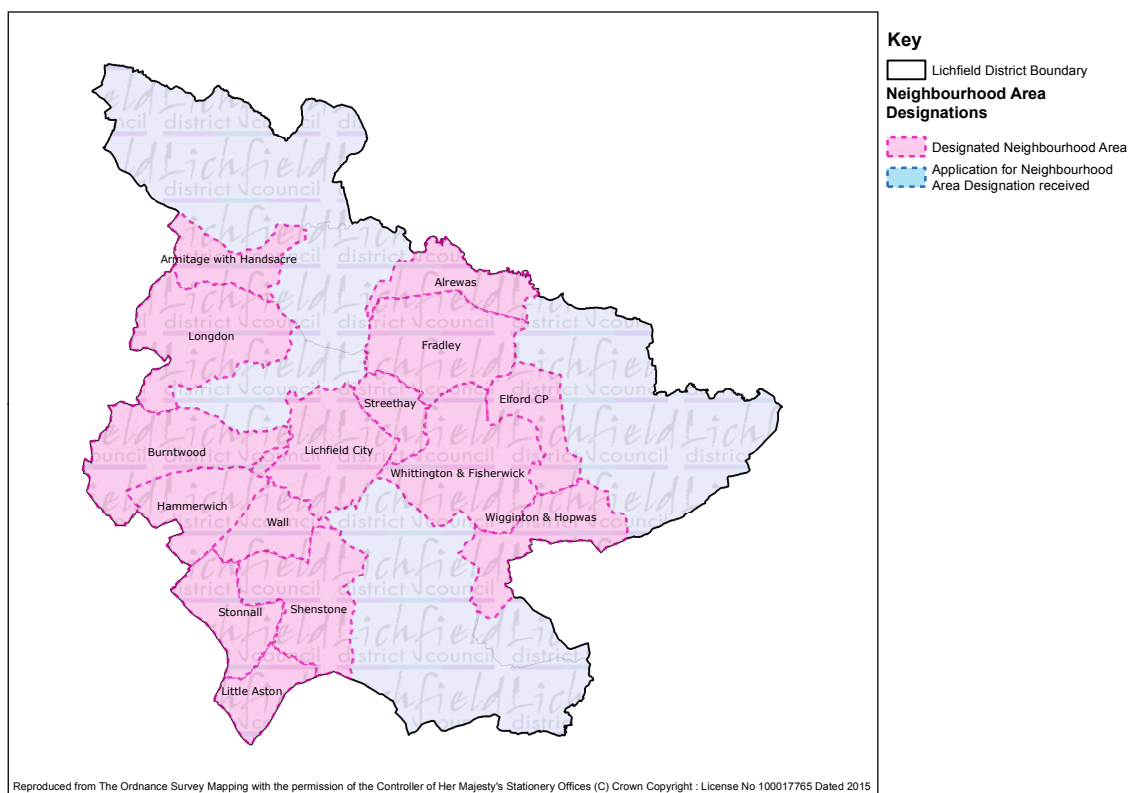 Key
Lichfield District Boundary
Neighbourhood Area
Designations
Designated Neighbourhood Area
Application for Neighbourhood
Area Designation received
Armitage with Handsacre
Alrewas
Longdon
Fradley
Elford CP
Streethay
Burntwood
Lichfield City
Whittington & Fisherwick
Hammerwich
Wall
Wigginton & Hopwas
Stonnall
Shenstone
Little Aston
Lichfield
district council
Reproduced from The Ordnance Survey Mapping with the permission of the Controller of Her Majesty's Stationery Offices (C) Crown Copyright : License No 100017765 Dated 2015